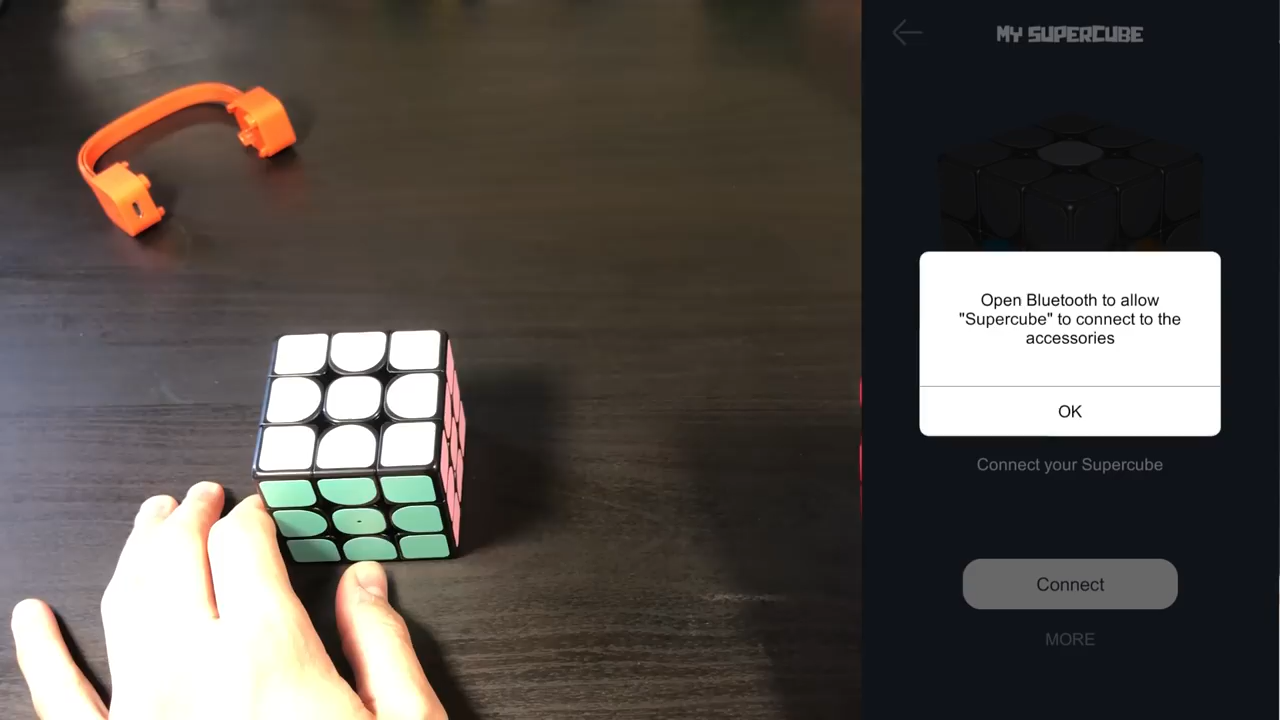 MY SUPERCUBE
Open Bluetooth to allow
"Supercube" to connect to the
accessories
OK
Connect your Supercube
Connect
MORE